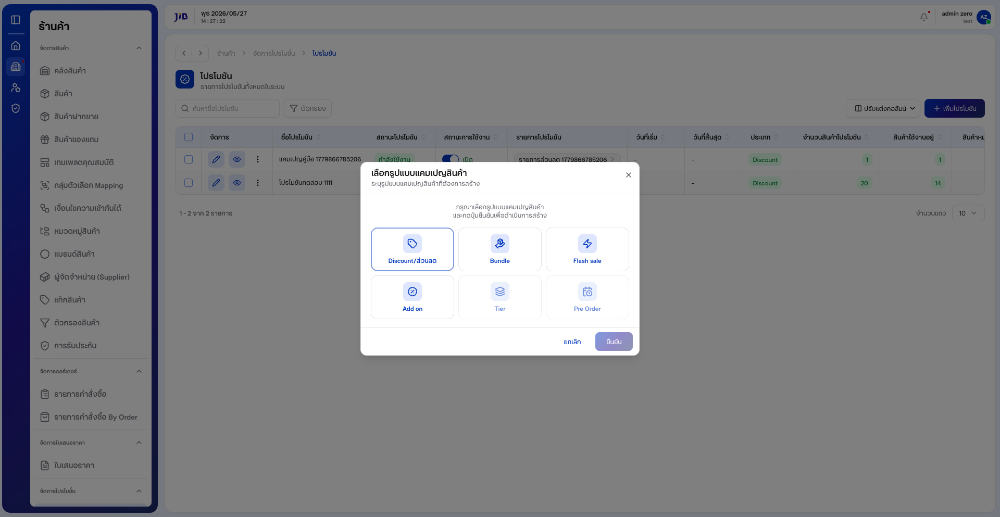 ร้านค้า
จัดการสินค้า
คลังสินค้า
สินค้า
สินค้าฝากขาย
สินค้าของแถม
เทมเพลตคุณสมบัติ
กลุ่มตัวเลือก Mapping
เงื่อนไขความเข้ากันได้
หมวดหมู่สินค้า
แบรนด์สินค้า
ผู้จัดจำหน่าย (Supplier)
แท็กสินค้า
ตัวกรองสินค้า
การรับประกัน
จัดการออร์เดอร์
รายการคำสั่งซื้อ
รายการคำสั่งซื้อ By Order
จัดการใบเสนอราคา
ใบเสนอราคา
จัดการโปรโมชั่น
JIB
พุธ 2026/05/27
14 : 27 : 22
admin zero
test
AZ
ร้านค้า > จัดการโปรโมชั่น > โปรโมชัน
โปรโมชัน
รายการโปรโมชันทั้งหมดในระบบ
ค้นหาชื่อโปรโมชัน
ตัวกรอง
ปรับแต่งคอลัมน์
เพิ่มโปรโมชัน
จัดการ ชื่อโปรโมชัน สถานะโปรโมชัน สถานะการใช้งาน รายการโปรโมชัน วันที่เริ่ม วันที่สิ้นสุด ประเภท จำนวนสินค้าโปรโมชัน สินค้าใช้งานอยู่ สินค้าหม
แคมเปญคู่มือ 1779866785206 กำลังใช้งาน เปิด รายการส่วนลด 1779866785206 - - Discount 1 1
โปรโมชันทดสอบ 1111 - Discount 20 14
1 - 2 จาก 2 รายการ
จำนวนแถว 10
เลือกรูปแบบแคมเปญสินค้า
ระบุรูปแบบแคมเปญสินค้าที่ต้องการสร้าง
กรุณาเลือกรูปแบบแคมเปญสินค้า
และกดปุ่มยืนยันเพื่อดำเนินการสร้าง
Discount/ส่วนลด
Bundle
Flash sale
Add on
Tier
Pre Order
ยกเลิก
ยืนยัน